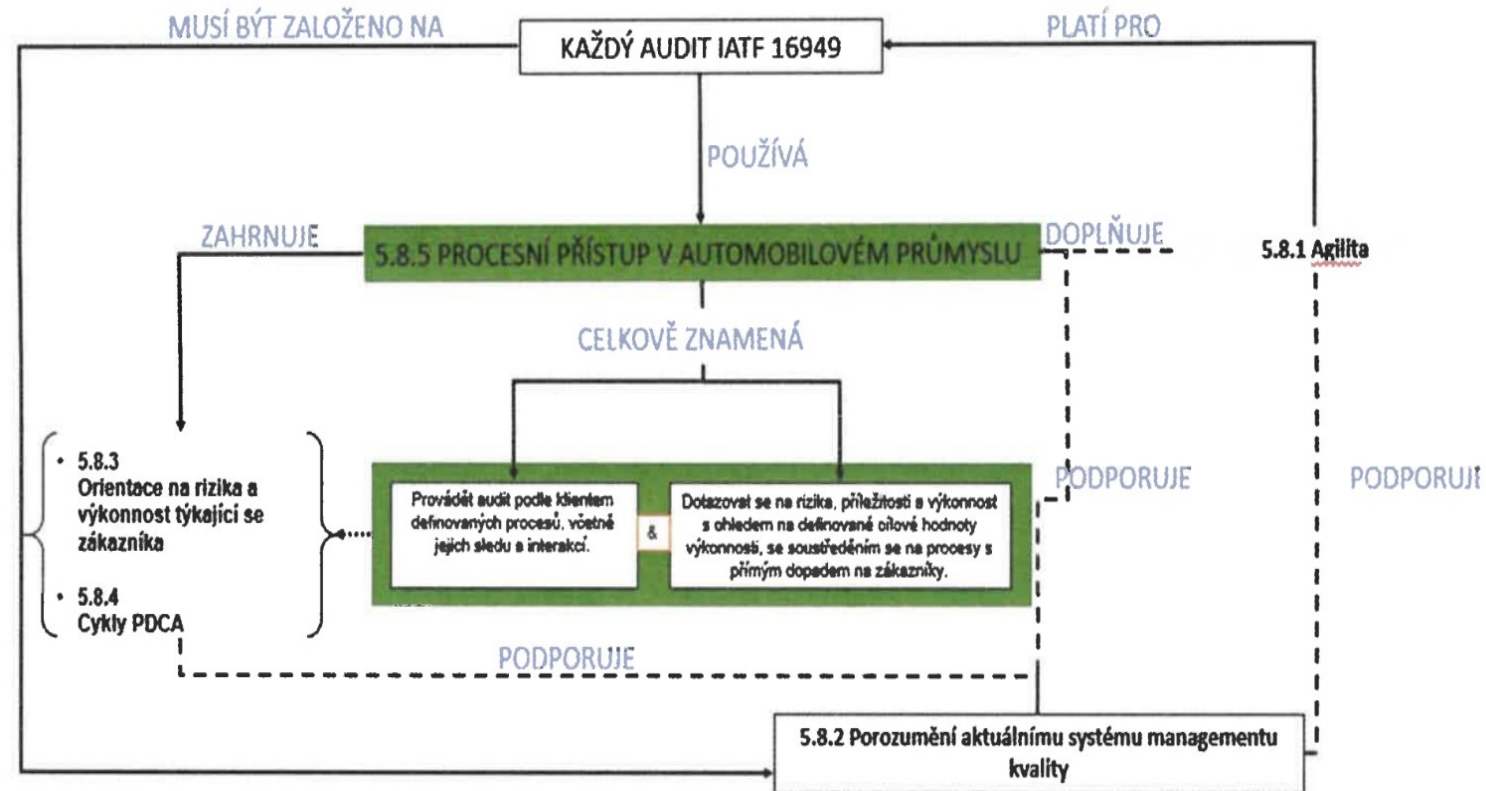 MUSÍ BÝT ZALOŽENO NA
KAŽDÝ AUDIT IATF 16949
PLATÍ PRO
POUŽÍVÁ
ZAHRNUJE
5.8.5 PROCESNÍ PŘÍSTUP V AUTOMOBILOVÉM PRŮMYSLU
DOPLŇUJE
5.8.1 Agilita
CELKOVĚ ZNAMENÁ
• 5.8.3
Orientace na rizika a
výkonnost týkající se
zákazníka
• 5.8.4
Cykly PDCA
Provádět audit podle klientem
definovaných procesů, včetně
jejich sledu a interakcí.
&
Dotazovat se na rizika, příležitosti a výkonnost
s ohledem na definované cílové hodnoty
výkonnosti, se soustředěním se na procesy s
přímým dopadem na zákazníky.
PODPORUJE
PODPORUJÍ
PODPORUJE
5.8.2 Porozumění aktuálnímu systému managementu
kvality